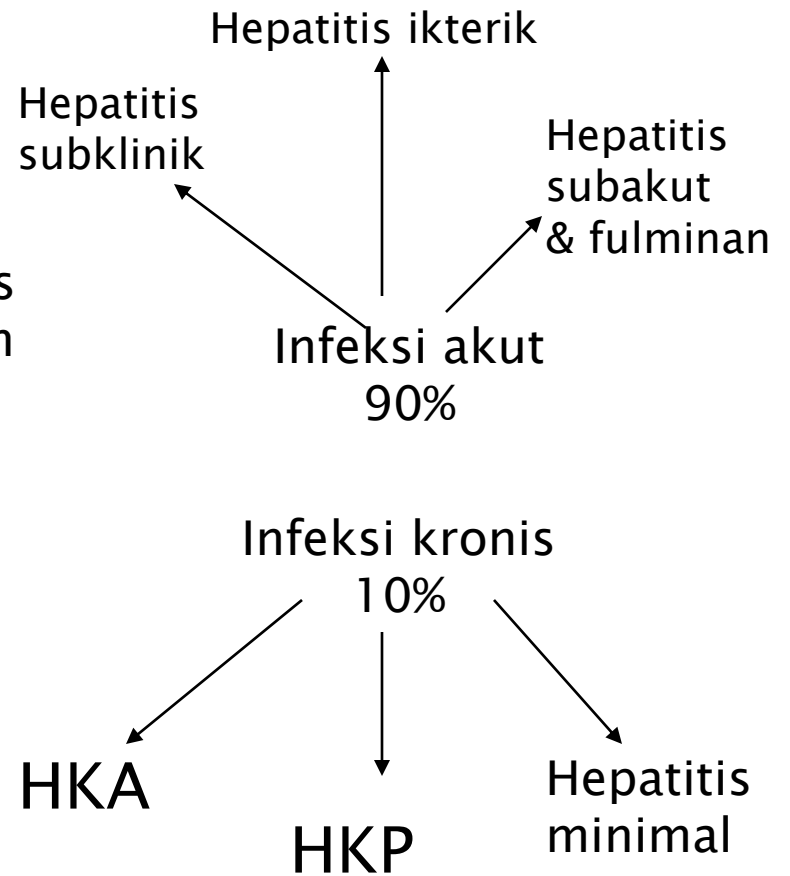 Hepatitis ikterik
Hepatitis
subklinik
Hepatitis
subakut
& fulminan
Infeksi akut
90%
Infeksi kronis
10%
HKA
HKP
Hepatitis
minimal